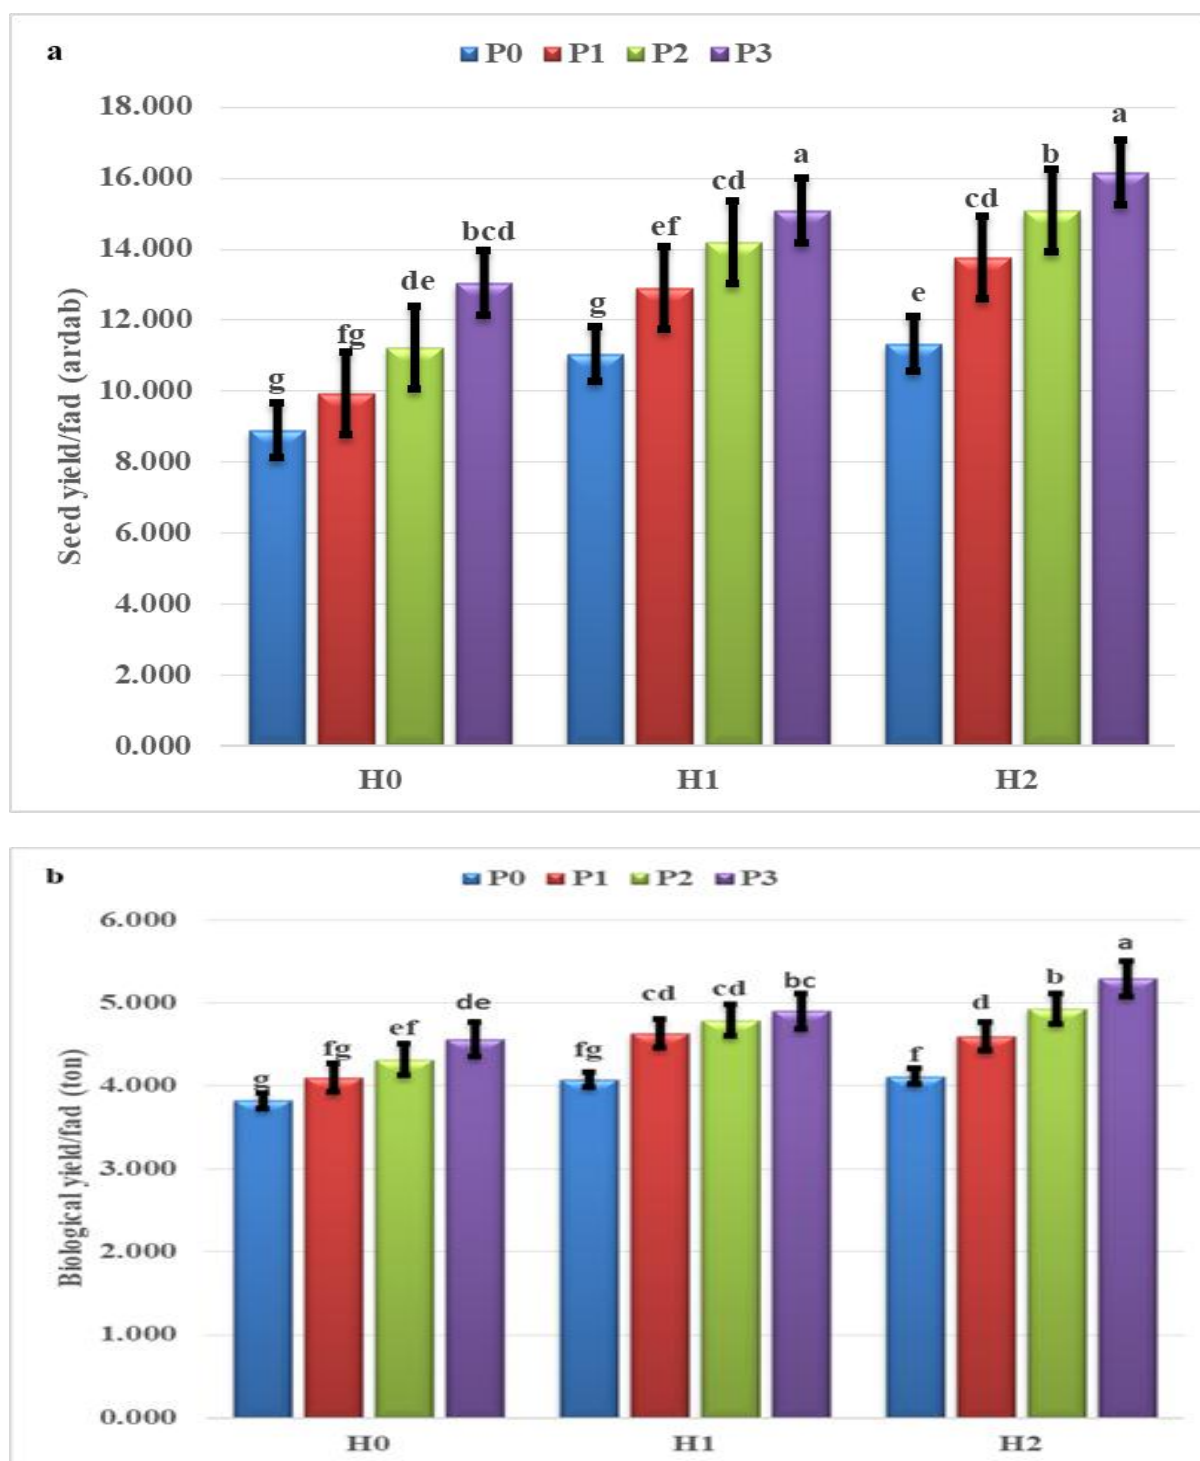 a
P0 P1 P2 P3
18.000
16.000
14.000
12.000
10.000
8.000
6.000
4.000
2.000
0.000
Seed yield/fad (ardab)
g fg de bcd g ef cd a e cd b a
H0 H1 H2
b
P0 P1 P2 P3
6.000
5.000
4.000
3.000
2.000
1.000
0.000
Biological yield/fad (ton)
g fg ef de fg cd cd bc f d b a
H0 H1 H2